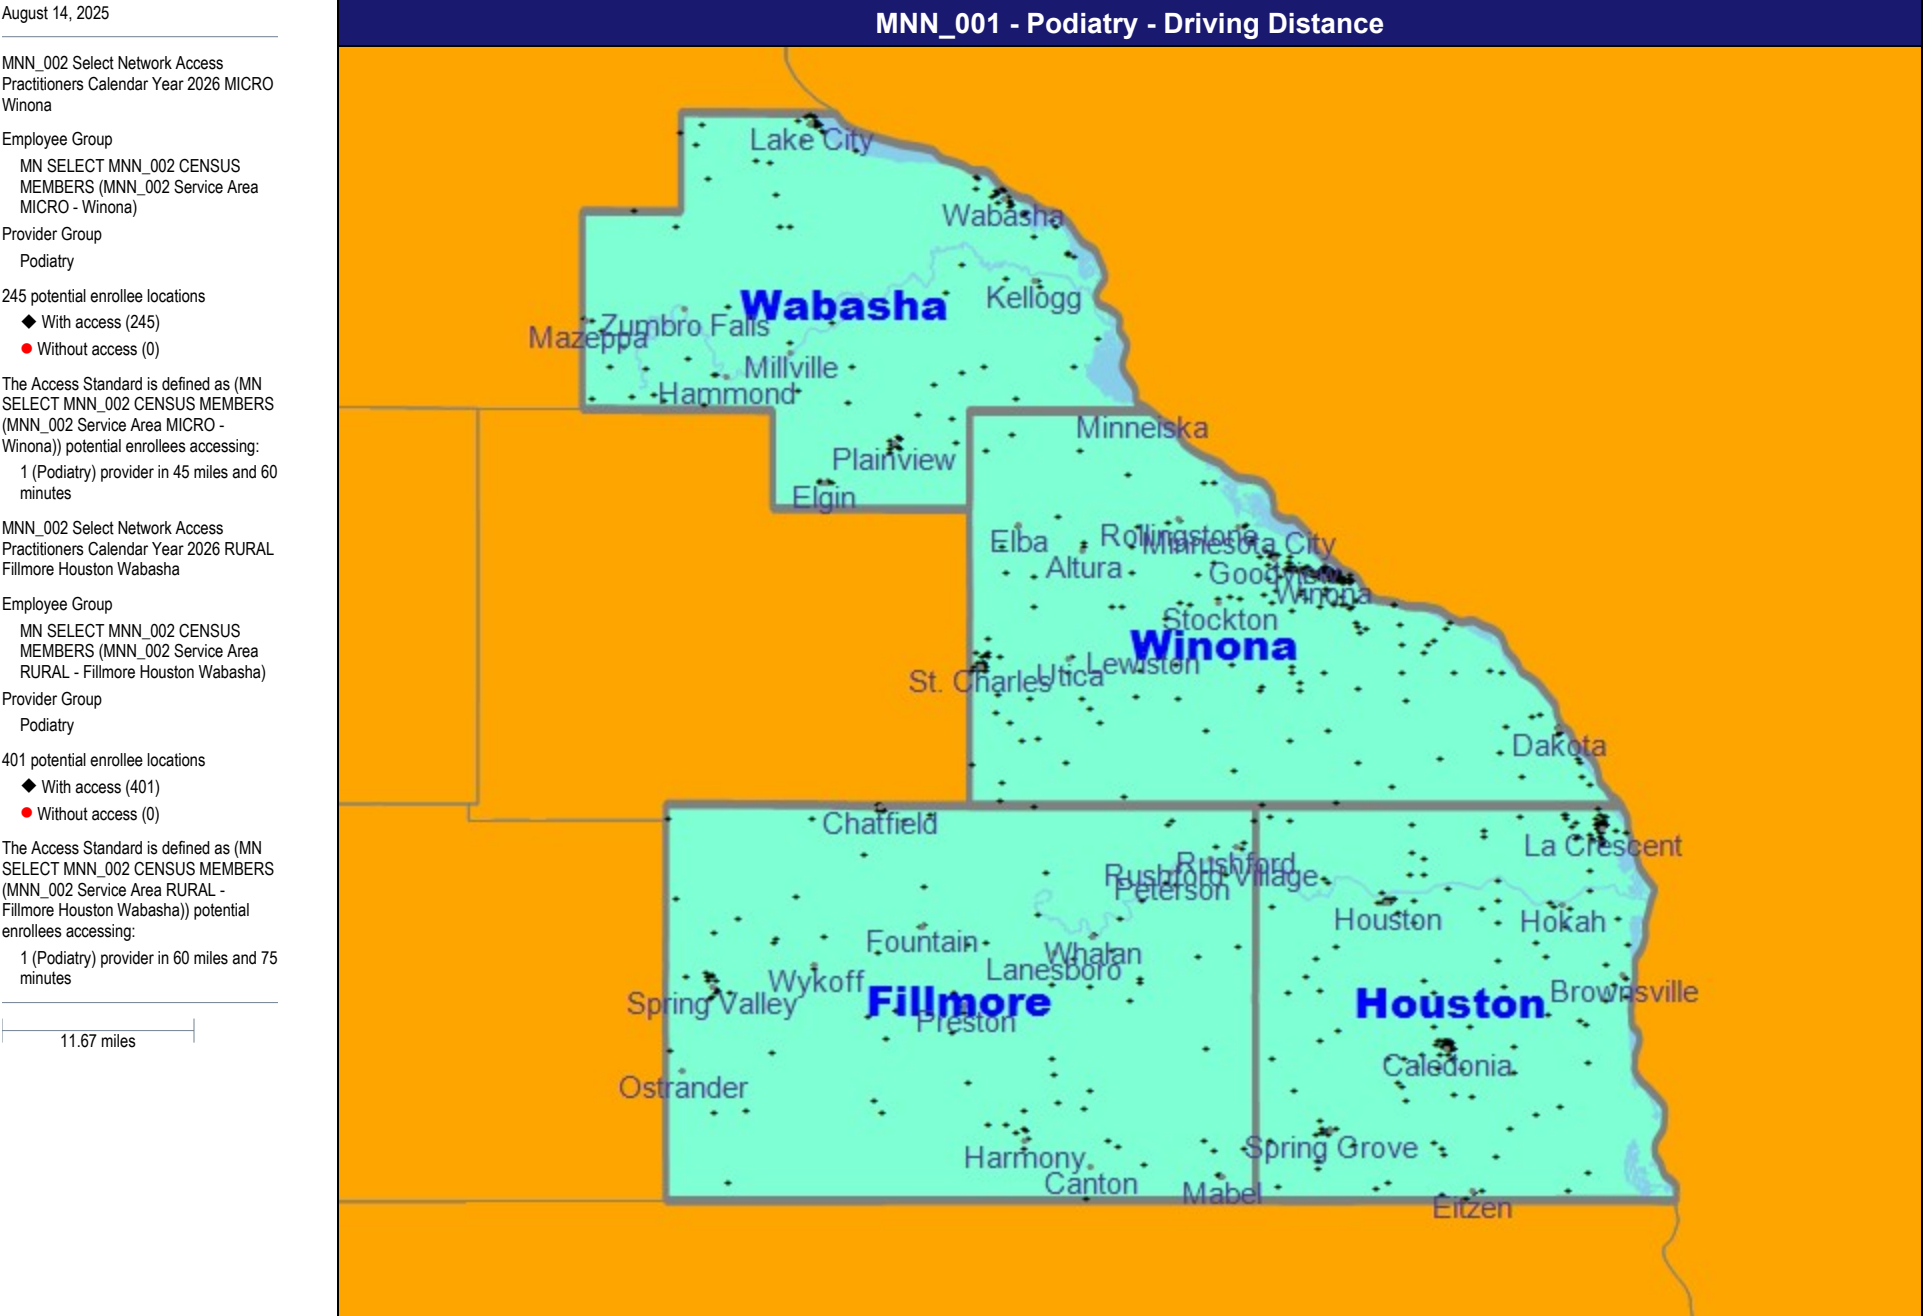 August 14, 2025
MNN_002 Select Network Access
Practitioners Calendar Year 2026 MICRO
Winona
Employee Group
MN SELECT MNN_002 CENSUS
MEMBERS (MNN_002 Service Area
MICRO - Winona)
Provider Group
Podiatry
245 potential enrollee locations
With access (245)
Without access (0)
The Access Standard is defined as (MN
SELECT MNN_002 CENSUS MEMBERS
(MNN_002 Service Area MICRO -
Winona)) potential enrollees accessing:
1 (Podiatry) provider in 45 miles and 60
minutes
MNN_002 Select Network Access
Practitioners Calendar Year 2026 RURAL
Fillmore Houston Wabasha
Employee Group
MN SELECT MNN_002 CENSUS
MEMBERS (MNN_002 Service Area
RURAL - Fillmore Houston Wabasha)
Provider Group
Podiatry
401 potential enrollee locations
With access (401)
Without access (0)
The Access Standard is defined as (MN
SELECT MNN_002 CENSUS MEMBERS
(MNN_002 Service Area RURAL -
Fillmore Houston Wabasha)) potential
enrollees accessing:
1 (Podiatry) provider in 60 miles and 75
minutes
11.67 miles
MNN_001 - Podiatry - Driving Distance
Lake City
Wabasha
Kellogg
Wabasha
Zumbro Falls
Mazeppa
Millville
Hammond
Minneiska
Plainview
Elgin
Elba
Rollingstone
Minnesota City
Altura
Goodview
Winona
Stockton
Winona
Lewiston
Utica
St. Charles
Dakota
Chatfield
La Crescent
Rushford
Rushford Village
Peterson
Houston
Hokah
Fountain
Whalan
Lanesboro
Wykoff
Spring Valley
Fillmore
Preston
Houston
Brownsville
Caledonia
Ostrander
Harmony
Canton
Mabel
Spring Grove
Eitzen